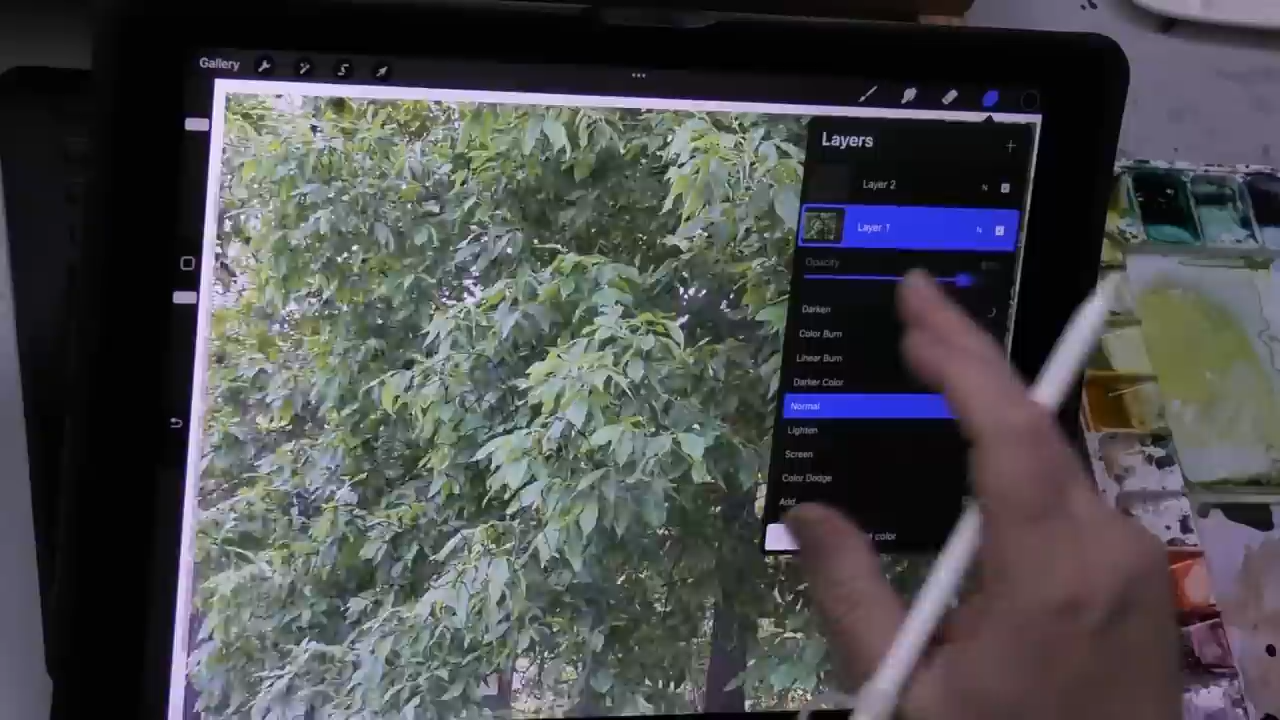 Gallery
Layers
Layer 2 N
Layer 1 N
Opacity
Darken
Color Burn
Linear Burn
Darker Color
Normal
Lighten
Screen
Color Dodge
Add
d color